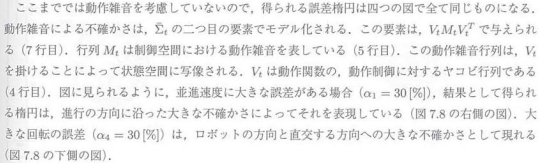 ここまででは動作雑音を考慮していないので，得られる誤差楕円は四つの図で全て同じものになる．
動作雑音による不確かさは，Σ̄t の二つ目の要素でモデル化される．この要素は，VtMtVtT で与えられ
る（7 行目）．行列 Mt は制御空間における動作雑音を表している（5 行目）．この動作雑音行列は，Vt
を掛けることによって状態空間に写像される．Vt は動作関数の，動作制御に対するヤコビ行列である
（4 行目）．図に見られるように，並進速度に大きな誤差がある場合（α1 = 30 [%]），結果として得られ
る楕円は，進行の方向に沿った大きな不確かさによってそれを表現している（図 7.8 の右側の図）．大
きな回転の誤差（α4 = 30 [%]）は，ロボットの方向と直交する方向への大きな不確かさとして現れる
（図 7.8 の下側の図）．